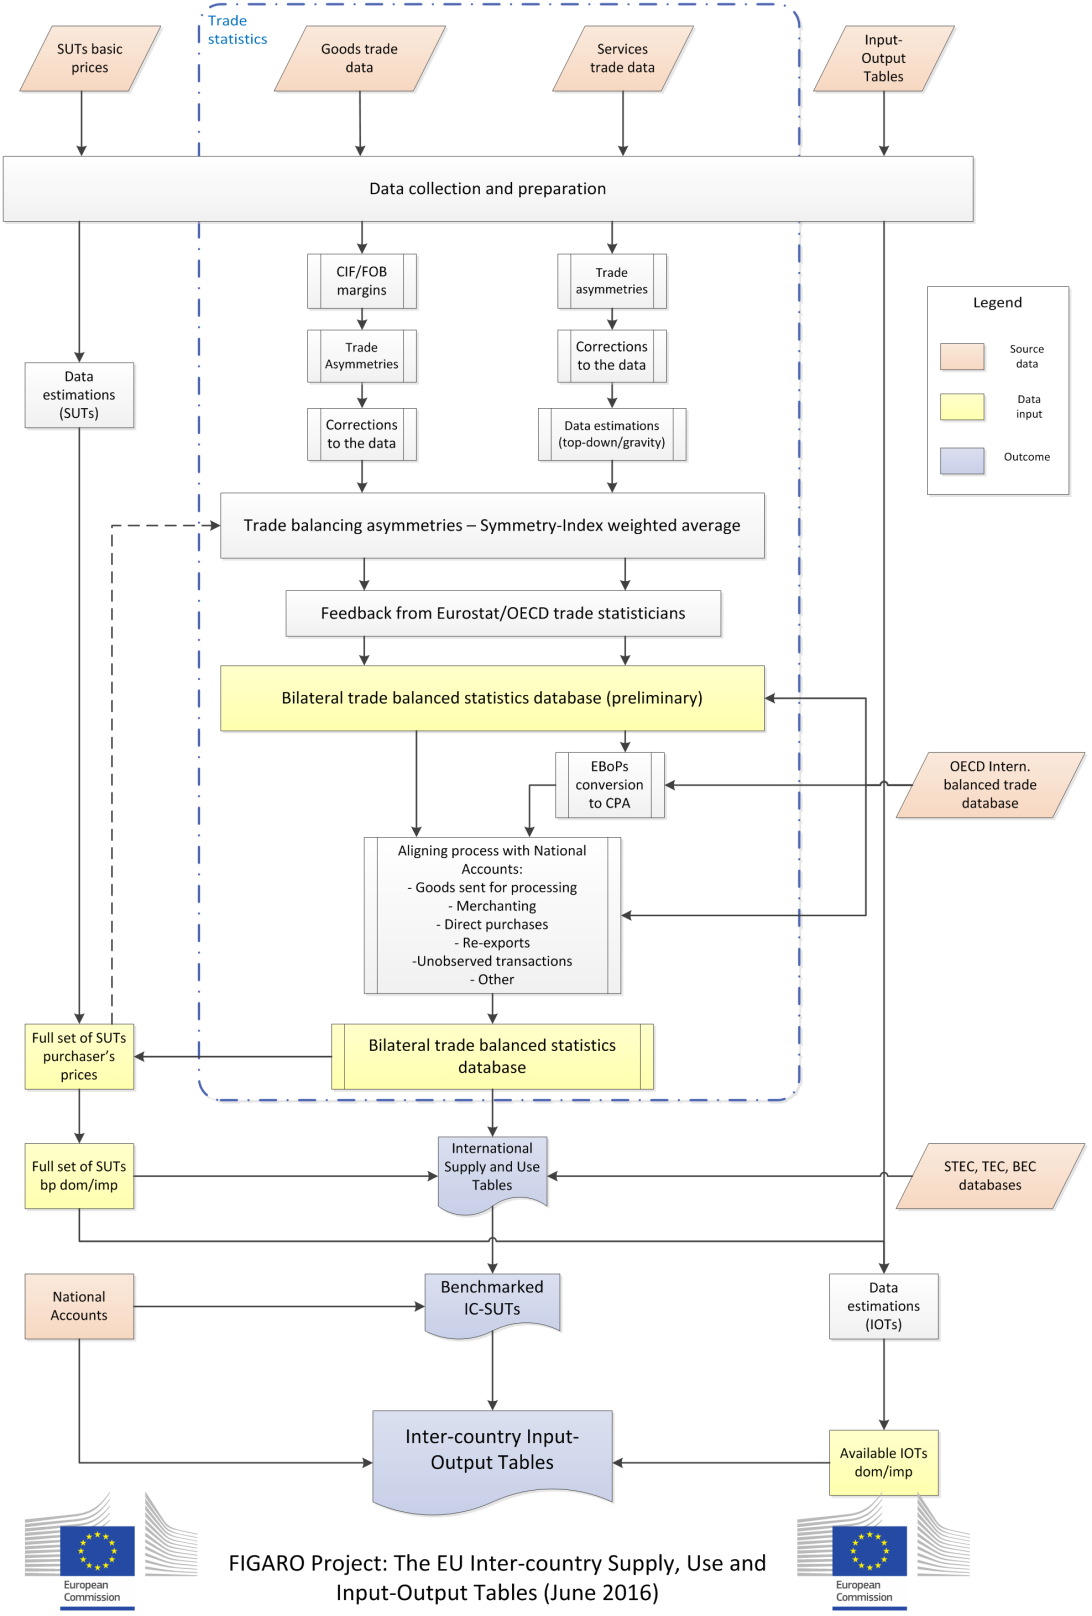 Trade
statistics
SUTs basic
prices
Goods trade
data
Services
trade data
Input-
Output
Tables
Data collection and preparation
CIF/FOB
margins
Trade
asymmetries
Legend
Source
data
Data
input
Outcome
Trade
Asymmetries
Corrections
to the data
Data
estimations
(SUTs)
Corrections
to the data
Data estimations
(top-down/gravity)
Trade balancing asymmetries – Symmetry-Index weighted average
Feedback from Eurostat/OECD trade statisticians
Bilateral trade balanced statistics database (preliminary)
EBoPs
conversion
to CPA
OECD Intern.
balanced trade
database
Aligning process with National
Accounts:
- Goods sent for processing
- Merchanting
- Direct purchases
- Re-exports
-Unobserved transactions
- Other
Full set of SUTs
purchaser's
prices
Bilateral trade balanced statistics
database
Full set of SUTs
bp dom/imp
International
Supply and Use
Tables
STEC, TEC, BEC
databases
National
Accounts
Benchmarked
IC-SUTs
Data
estimations
(IOTs)
Inter-country Input-
Output Tables
Available IOTs
dom/imp
European
Commission
FIGARO Project: The EU Inter-country Supply, Use and
Input-Output Tables (June 2016)
European
Commission